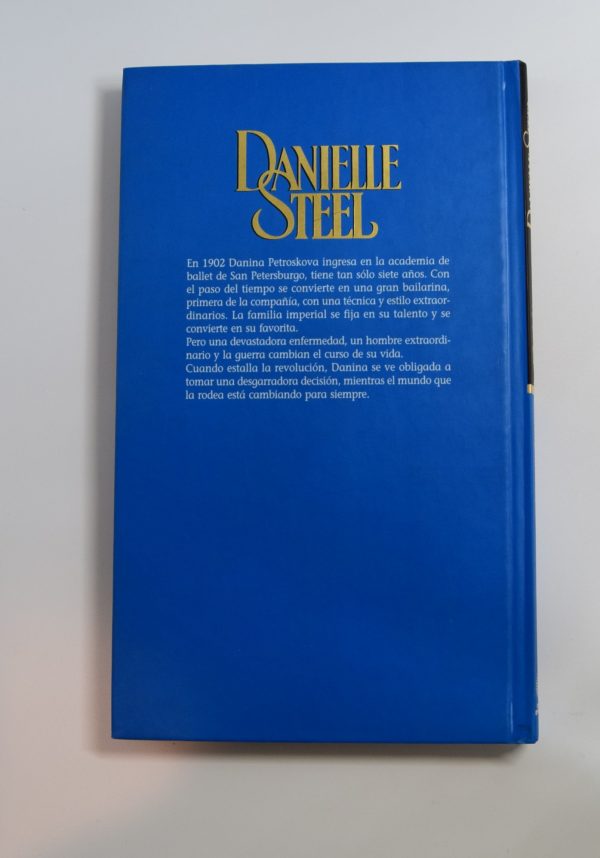 DANIELLE
STEEL
En 1902 Danina Petroskova ingresa en la academia de
ballet de San Petersburgo, tiene tan sólo siete años. Con
el paso del tiempo se convierte en una gran bailarina,
primera de la compañía, con una técnica y estilo extraor-
dinarios. La familia imperial se fija en su talento y se
convierte en su favorita.
Pero una devastadora enfermedad, un hombre extraordi-
nario y la guerra cambian el curso de su vida.
Cuando estalla la revolución, Danina se ve obligada a
tomar una desgarradora decisión, mientras el mundo que
la rodea está cambiando para siempre.